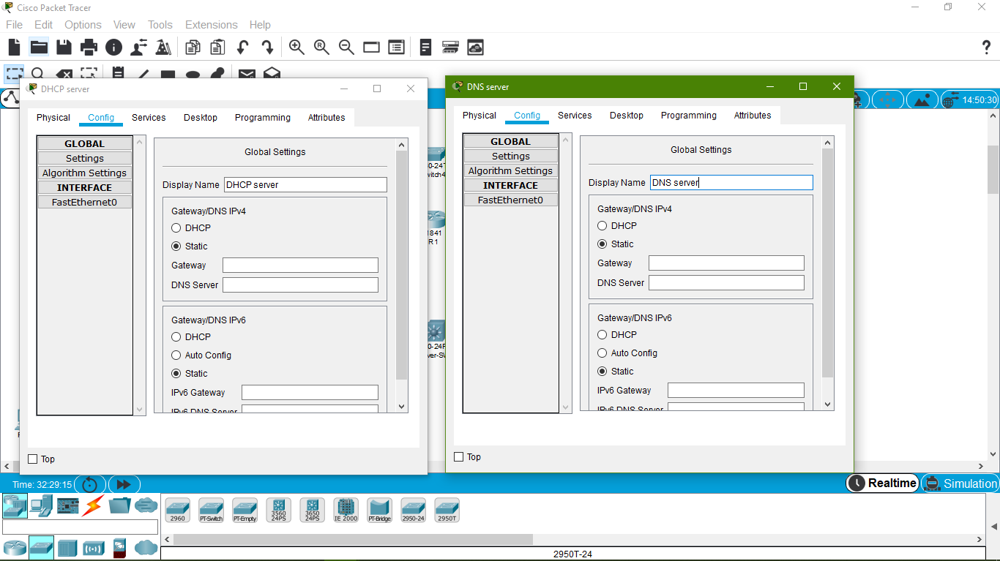 Cisco Packet Tracer
File Edit Options View Tools Extensions Help
DHCP server
Physical Config Services Desktop Programming Attributes
GLOBAL
Settings
Algorithm Settings
INTERFACE
FastEthernet0
Global Settings
Display Name DHCP server
Gateway/DNS IPv4
DHCP
Static
Gateway
DNS Server
Gateway/DNS IPv6
DHCP
Auto Config
Static
IPv6 Gateway
IPv6 DNS Server
Top
DNS server
Physical Config Services Desktop Programming Attributes
GLOBAL
Settings
Algorithm Settings
INTERFACE
FastEthernet0
Global Settings
Display Name DNS server
Gateway/DNS IPv4
DHCP
Static
Gateway
DNS Server
Gateway/DNS IPv6
DHCP
Auto Config
Static
IPv6 Gateway
IPv6 DNS Server
Top
14:50:30
1841
R1
Time: 32:29:15
Realtime Simulation
2960 PT-Switch PT-Empty 3560 24PS 3650 24PS IE 2000 PT-Bridge 2950-24 2950T
2950T-24